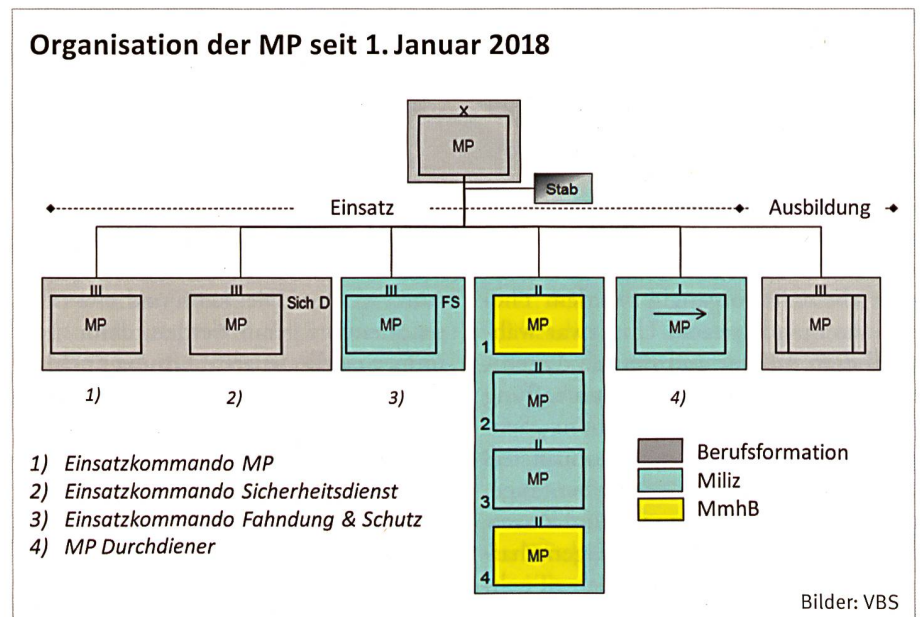 Organisation der MP seit 1. Januar 2018
X
MP
Stab
Einsatz
Ausbildung
III
MP
III
MP
Sich D
III
MP
FS
II
MP
1
I
MP
III
MP
II
MP
2
II
MP
3
II
MP
4
1)
2)
3)
4)
1) Einsatzkommando MP
2) Einsatzkommando Sicherheitsdienst
3) Einsatzkommando Fahndung & Schutz
4) MP Durchdiener
Berufsformation
Miliz
MmhB
Bilder: VBS